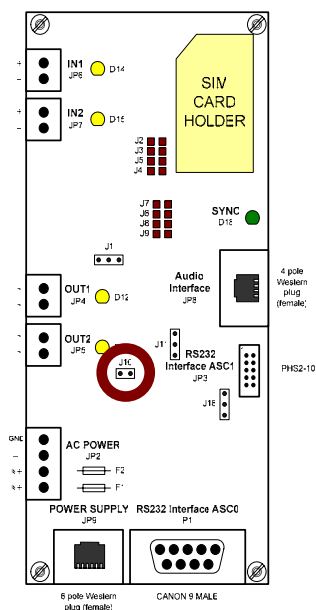 IN1
JP6
D14
+
−
IN2
JP7
D15
+
−
SIM
CARD
HOLDER
J2
J3
J5
J4
J7
J6
J8
J9
SYNC
D18
J1
Audio
Interface
JP8
4 pole
Western
plug
(female)
OUT1
JP4
D12
~
~
OUT2
JP5
~
~
J10
RS232
Interface ASC1
JP3
PHS2-10
GND
−
≈+
≈+
AC POWER
JP2
F2
F1
POWER SUPPLY
JP9
RS232 Interface ASC0
P1
6 pole Western
plug (female)
CANON 9 MALE